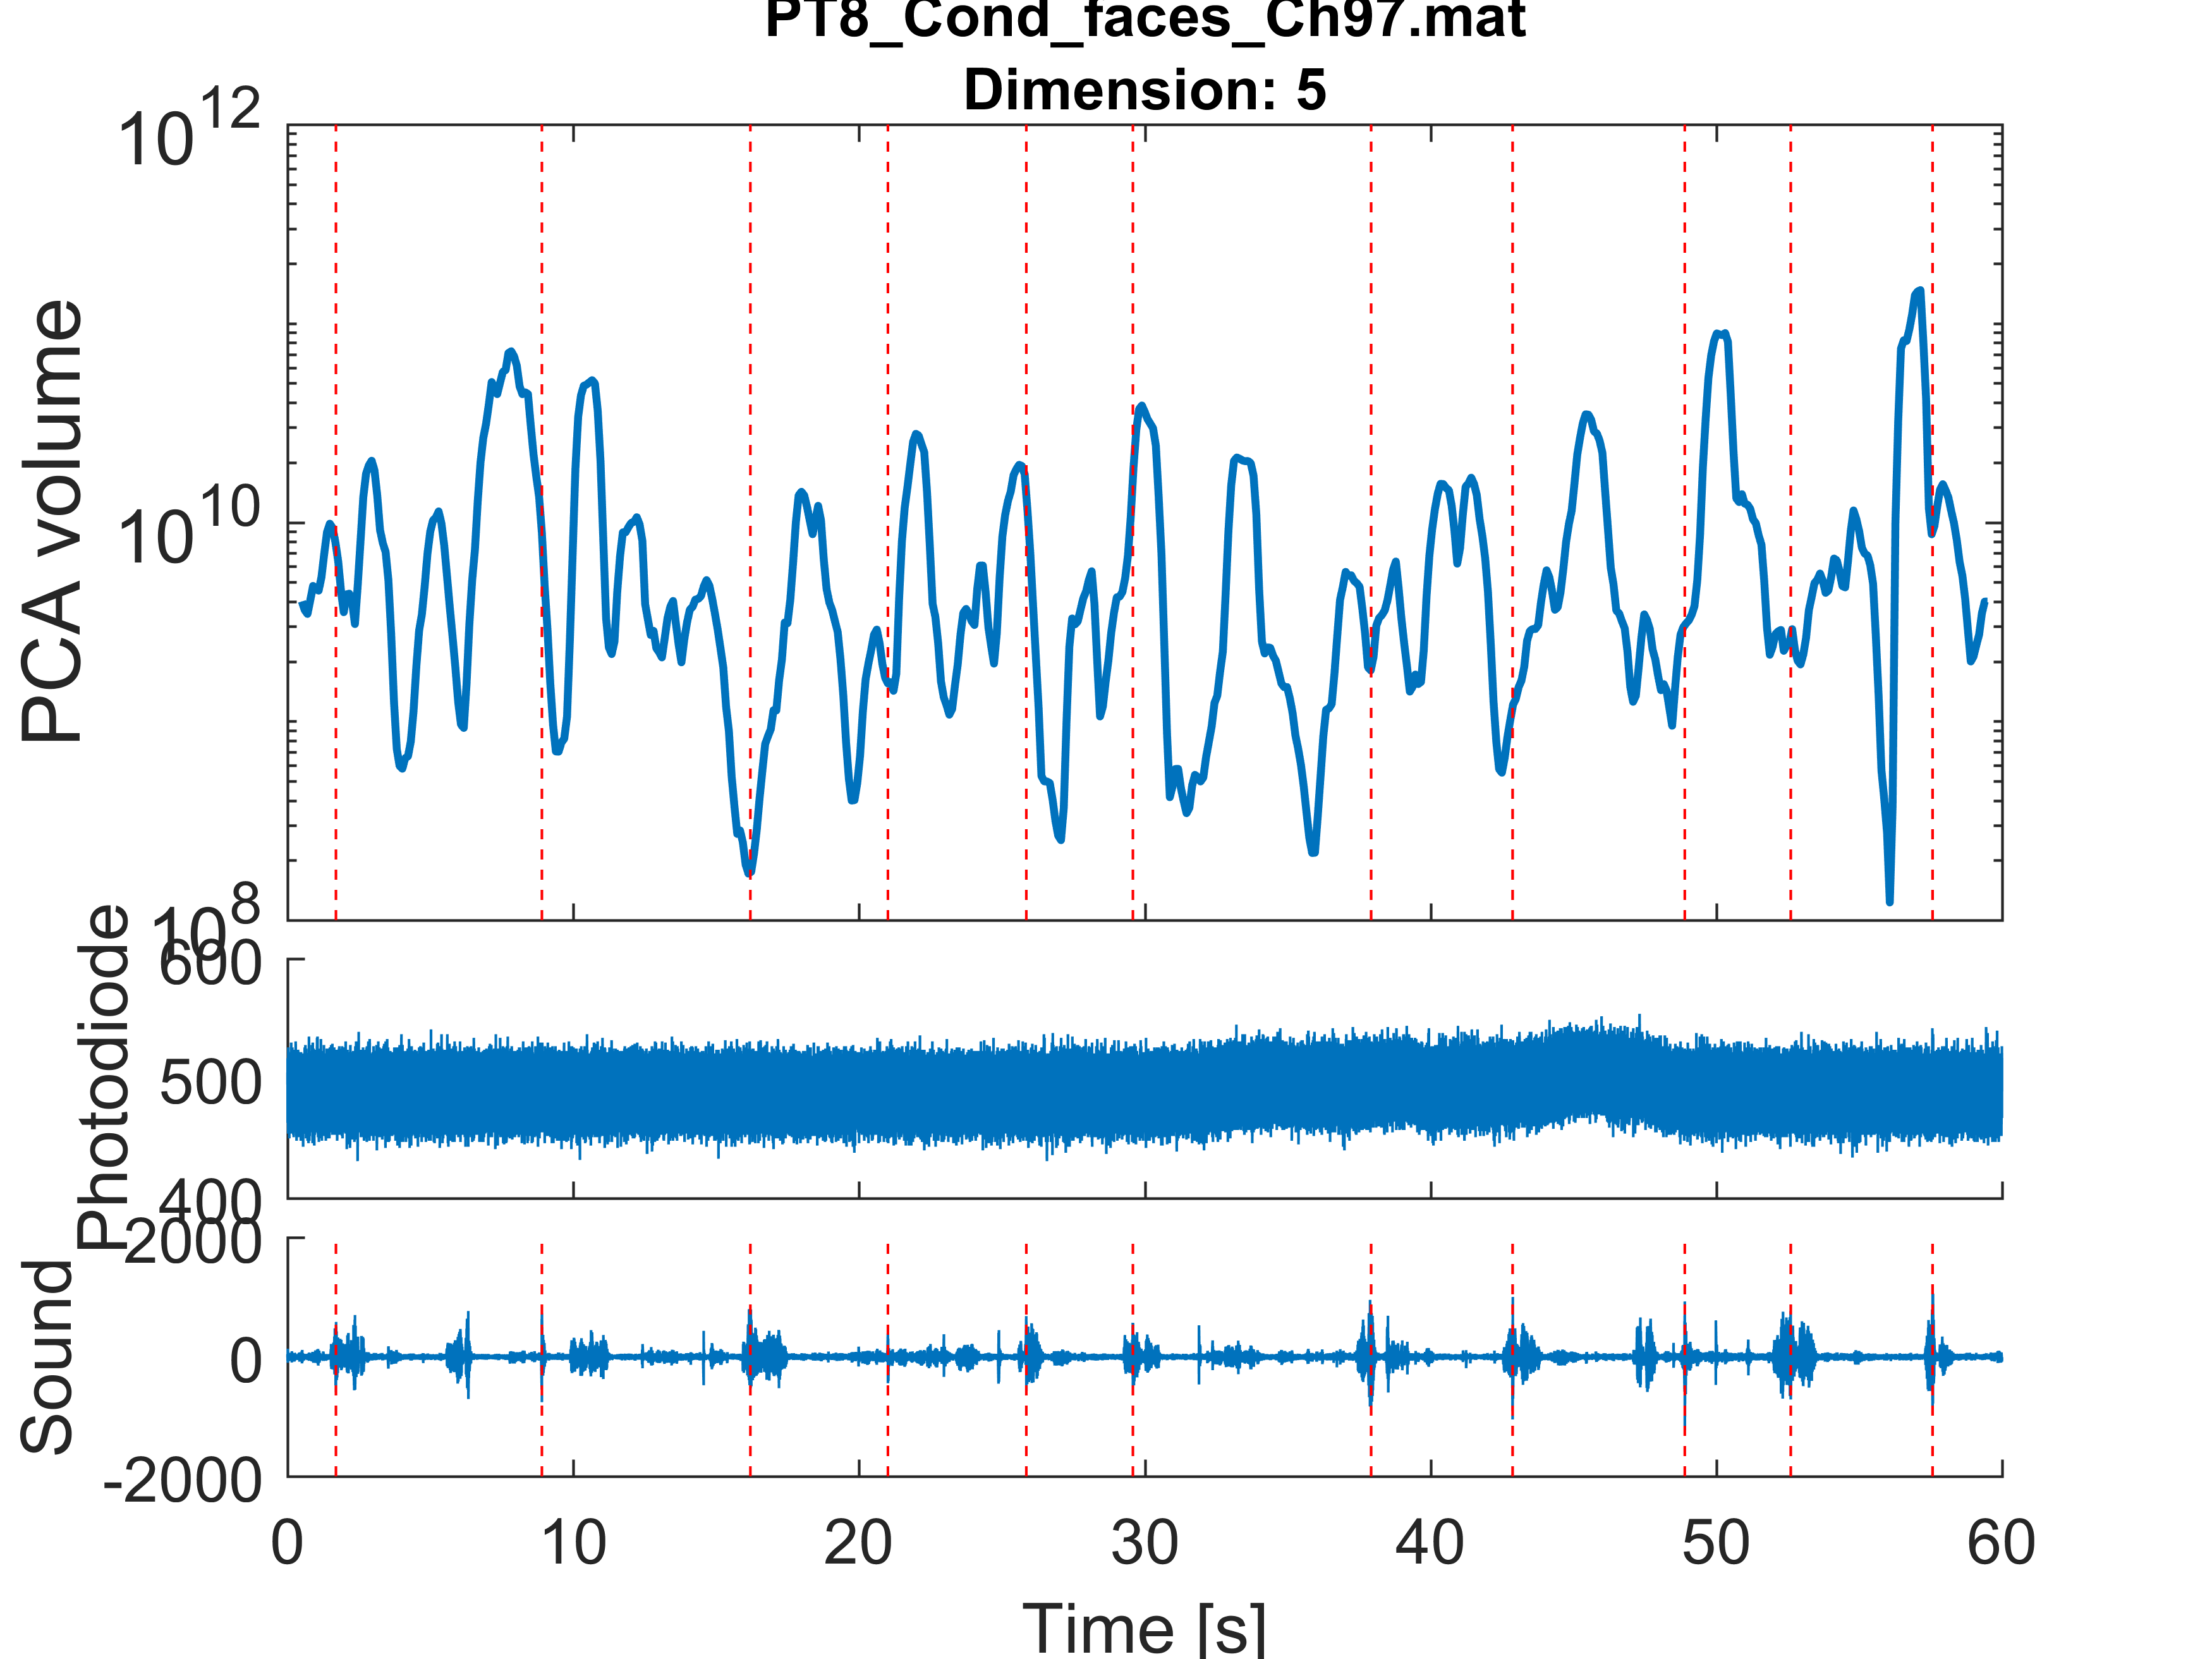 PT8_Cond_faces_Ch97.mat
Dimension: 5
10^12
10^10
10^8
PCA volume
600
500
400
Photodiode
2000
0
-2000
Sound
0 10 20 30 40 50 60
Time [s]